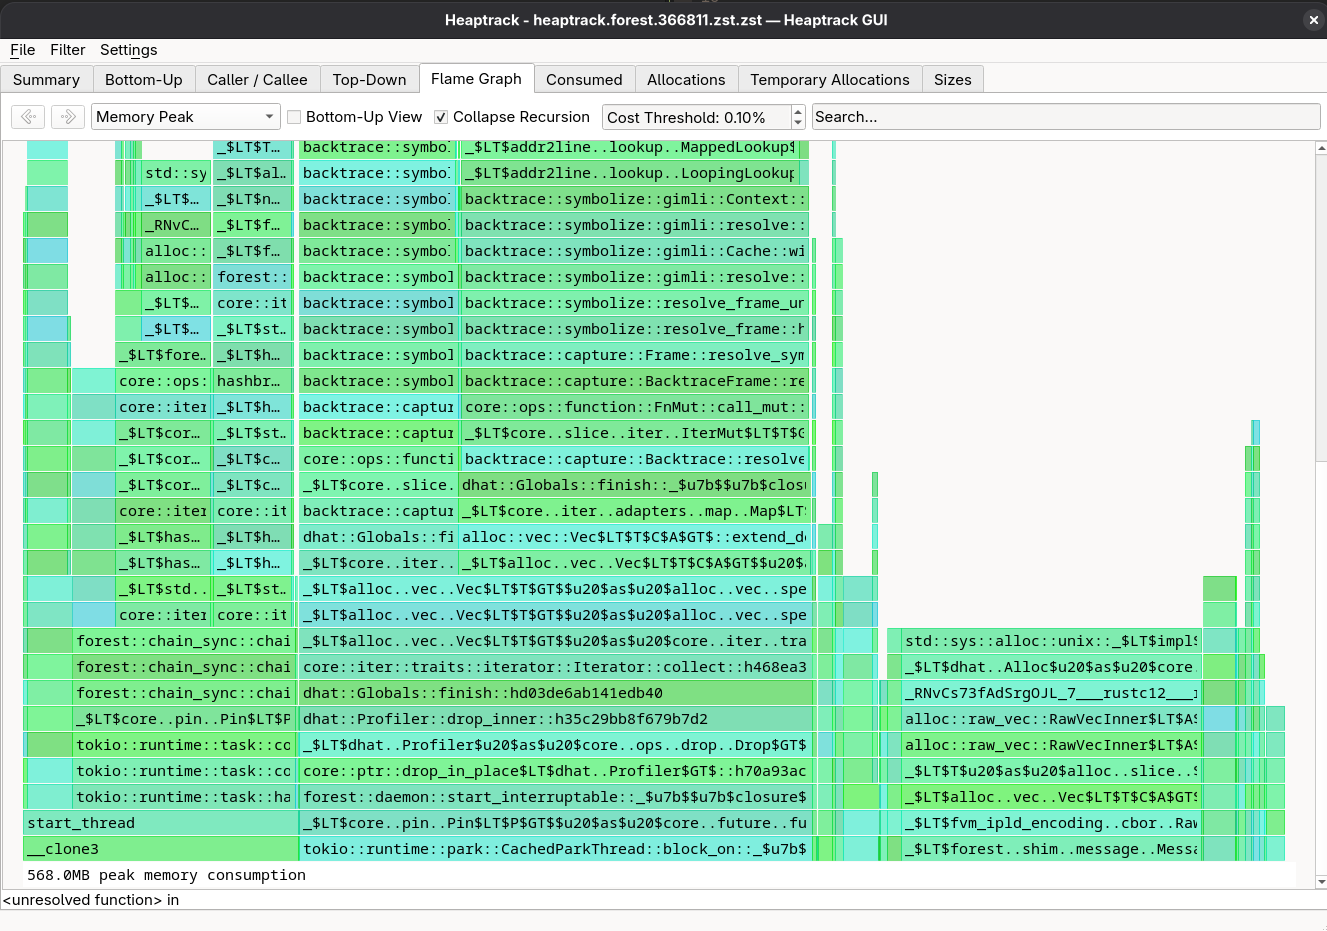 Heaptrack - heaptrack.forest.366811.zst.zst — Heaptrack GUI
File Filter Settings
Summary Bottom-Up Caller / Callee Top-Down Flame Graph Consumed Allocations Temporary Allocations Sizes
Memory Peak Bottom-Up View Collapse Recursion Cost Threshold: 0.10% Search...
_$LT$T… backtrace::symbo _$LT$addr2line..lookup..MappedLookup$
std::sy _$LT$al.. backtrace::symbo _$LT$addr2line..lookup..LoopingLookup
_$LT$… _$LT$n… backtrace::symbo backtrace::symbolize::gimli::Context::
_RNvC… _$LT$f… backtrace::symbo backtrace::symbolize::gimli::resolve::
alloc:: _$LT$f… backtrace::symbo backtrace::symbolize::gimli::Cache::wi
alloc:: forest:: backtrace::symbo backtrace::symbolize::gimli::resolve::
_$LT$… core::it backtrace::symbol backtrace::symbolize::resolve_frame_un
_$LT$… _$LT$st.. backtrace::symbol backtrace::symbolize::resolve_frame::h
_$LT$fore.. _$LT$h… backtrace::symbol backtrace::capture::Frame::resolve_sym
core::ops: hashbr… backtrace::symbol backtrace::capture::BacktraceFrame::re
core::iter _$LT$h… backtrace::captur core::ops::function::FnMut::call_mut::
_$LT$cor… _$LT$st.. backtrace::captur _$LT$core..slice..iter..IterMut$LT$T$G
_$LT$cor… _$LT$c… core::ops::functi backtrace::capture::Backtrace::resolve
_$LT$cor… _$LT$c… _$LT$core..slice. dhat::Globals::finish::_$u7b$$u7b$closu
core::iter core::it backtrace::captur _$LT$core..iter..adapters..map..Map$LT$
_$LT$has… _$LT$h… dhat::Globals::fi alloc::vec::Vec$LT$T$C$A$GT$::extend_de
_$LT$has… _$LT$h… _$LT$core..iter.. _$LT$alloc..vec..Vec$LT$T$C$A$GT$$u20$a
_$LT$std.. _$LT$st.. _$LT$alloc..vec..Vec$LT$T$GT$$u20$as$u20$alloc..vec..spe
core::iter core::it _$LT$alloc..vec..Vec$LT$T$GT$$u20$as$u20$alloc..vec..spe
forest::chain_sync::chai _$LT$alloc..vec..Vec$LT$T$GT$$u20$as$u20$core..iter..tra std::sys::alloc::unix::_$LT$impl$
forest::chain_sync::chai core::iter::traits::iterator::Iterator::collect::h468ea3 _$LT$dhat..Alloc$u20$as$u20$core.
forest::chain_sync::chai dhat::Globals::finish::hd03de6ab141edb40 _RNvCs73fAdSrgOJL_7___rustc12___r
_$LT$core..pin..Pin$LT$P dhat::Profiler::drop_inner::h35c29bb8f679b7d2 alloc::raw_vec::RawVecInner$LT$A$
tokio::runtime::task::co _$LT$dhat..Profiler$u20$as$u20$core..ops..drop..Drop$GT$ alloc::raw_vec::RawVecInner$LT$A$
tokio::runtime::task::co core::ptr::drop_in_place$LT$dhat..Profiler$GT$::h70a93ac _$LT$T$u20$as$u20$alloc..slice..S
tokio::runtime::task::ha forest::daemon::start_interruptable::_$u7b$$u7b$closure$ _$LT$alloc..vec..Vec$LT$T$C$A$GT$
start_thread _$LT$core..pin..Pin$LT$P$GT$$u20$as$u20$core..future..fu _$LT$fvm_ipld_encoding..cbor..Raw
__clone3 tokio::runtime::park::CachedParkThread::block_on::_$u7b$ _$LT$forest..shim..message..Messa
568.0MB peak memory consumption
<unresolved function> in